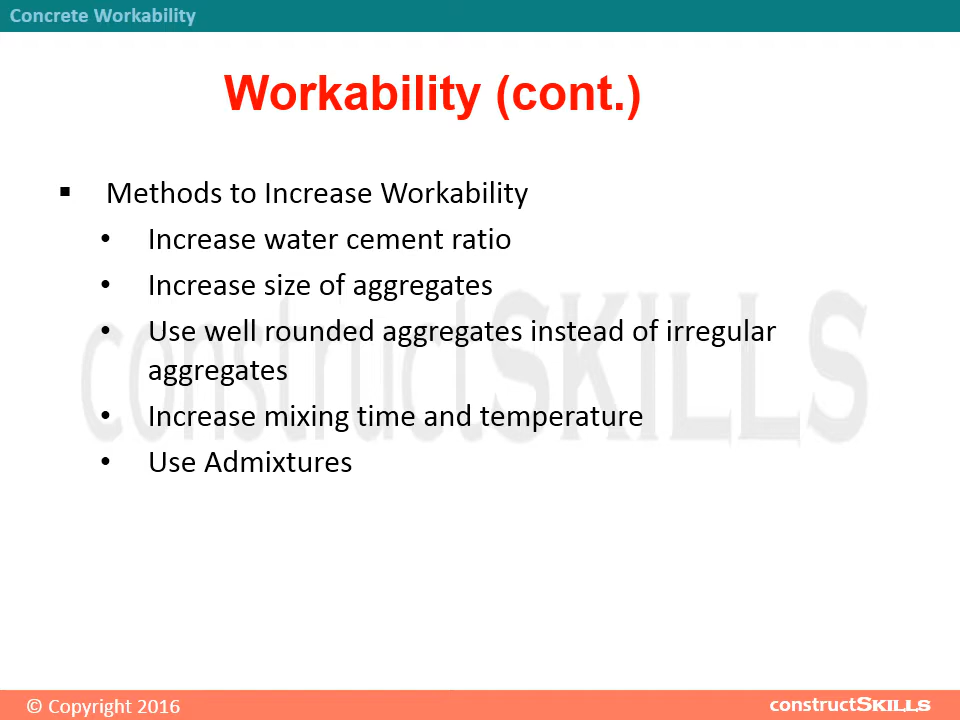 Concrete Workability
Workability (cont.)
▪ Methods to Increase Workability
• Increase water cement ratio
• Increase size of aggregates
• Use well rounded aggregates instead of irregular
aggregates
• Increase mixing time and temperature
• Use Admixtures
constructSKILLS
© Copyright 2016
constructSKILLS